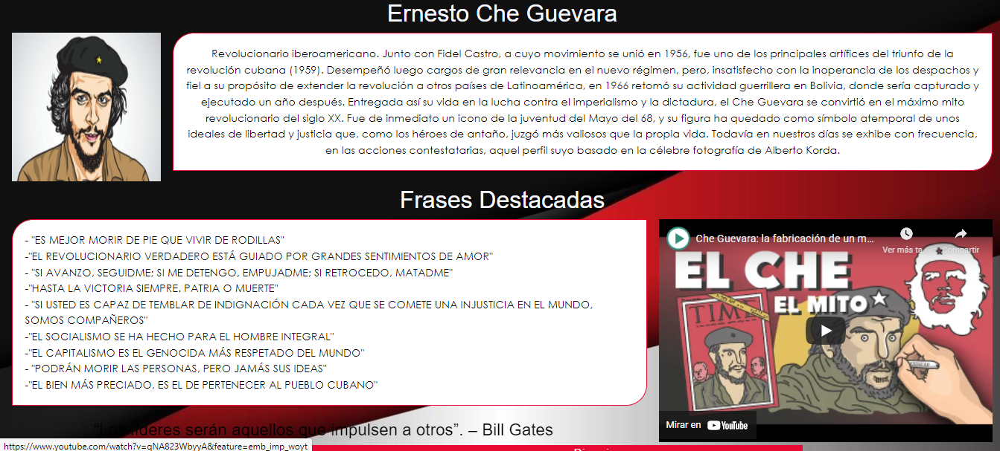 Ernesto Che Guevara
Revolucionario iberoamericano. Junto con Fidel Castro, a cuyo movimiento se unió en 1956, fue uno de los principales artífices del triunfo de la
revolución cubana (1959). Desempeñó luego cargos de gran relevancia en el nuevo régimen, pero, insatisfecho con la inoperancia de los despachos y
fiel a su propósito de extender la revolución a otros países de Latinoamérica, en 1966 retomó su actividad guerrillera en Bolivia, donde sería capturado y
ejecutado un año después. Entregada así su vida en la lucha contra el imperialismo y la dictadura, el Che Guevara se convirtió en el máximo mito
revolucionario del siglo XX. Fue de inmediato un icono de la juventud del Mayo del 68, y su figura ha quedado como símbolo atemporal de unos
ideales de libertad y justicia que, como los héroes de antaño, juzgó más valiosos que la propia vida. Todavía en nuestros días se exhibe con frecuencia,
en las acciones contestatarias, aquel perfil suyo basado en la célebre fotografía de Alberto Korda.
Frases Destacadas
- "ES MEJOR MORIR DE PIE QUE VIVIR DE RODILLAS"
-"EL REVOLUCIONARIO VERDADERO ESTÁ GUIADO POR GRANDES SENTIMIENTOS DE AMOR"
- "SI AVANZO, SEGUIDME; SI ME DETENGO, EMPUJADME; SI RETROCEDO, MATADME"
-"HASTA LA VICTORIA SIEMPRE. PATRIA O MUERTE"
- "SI USTED ES CAPAZ DE TEMBLAR DE INDIGNACIÓN CADA VEZ QUE SE COMETE UNA INJUSTICIA EN EL MUNDO,
SOMOS COMPAÑEROS"
-"EL SOCIALISMO SE HA HECHO PARA EL HOMBRE INTEGRAL"
-"EL CAPITALISMO ES EL GENOCIDA MÁS RESPETADO DEL MUNDO"
- "PODRÁN MORIR LAS PERSONAS, PERO JAMÁS SUS IDEAS"
-"EL BIEN MÁS PRECIADO, ES EL DE PERTENECER AL PUEBLO CUBANO"
Che Guevara: la fabricación de un m...
Ver más ta...
Compartir
EL CHE
EL MITO
TIME
Mirar en YouTube
“Los líderes serán aquellos que impulsen a otros”. – Bill Gates
https://www.youtube.com/watch?v=qNA823WbyyA&feature=emb_imp_woyt